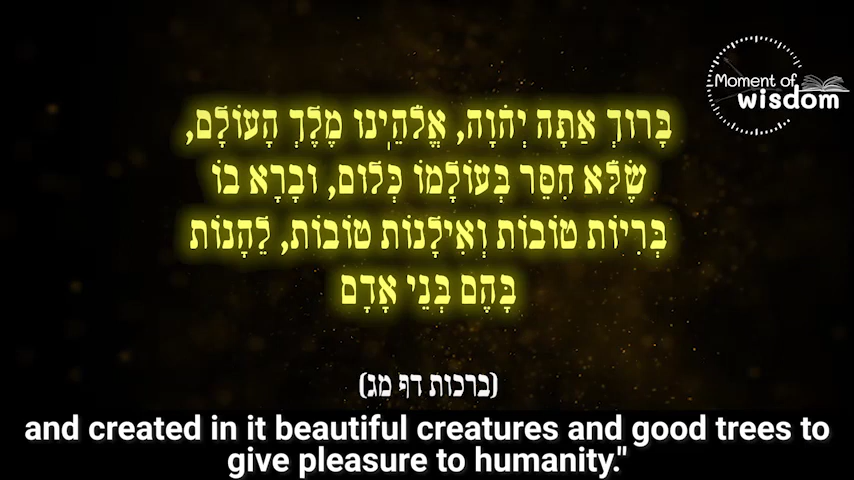 Moment of
wisdom
בָּרוּךְ אַתָּה יְהֹוָה, אֱלֹהֵֽינוּ מֶלֶךְ הָעוֹלָם,
שֶׁלֹּא חִסֵּר בְּעוֹלָמוֹ כְּלוּם, וּבָרָא בוֹ
בְּרִיּוֹת טוֹבוֹת וְאִילָנוֹת טוֹבוֹת, לֵהָנוֹת
בָּהֶם בְּנֵי אָדָם
(ברכות דף מג)
and created in it beautiful creatures and good trees to
give pleasure to humanity."